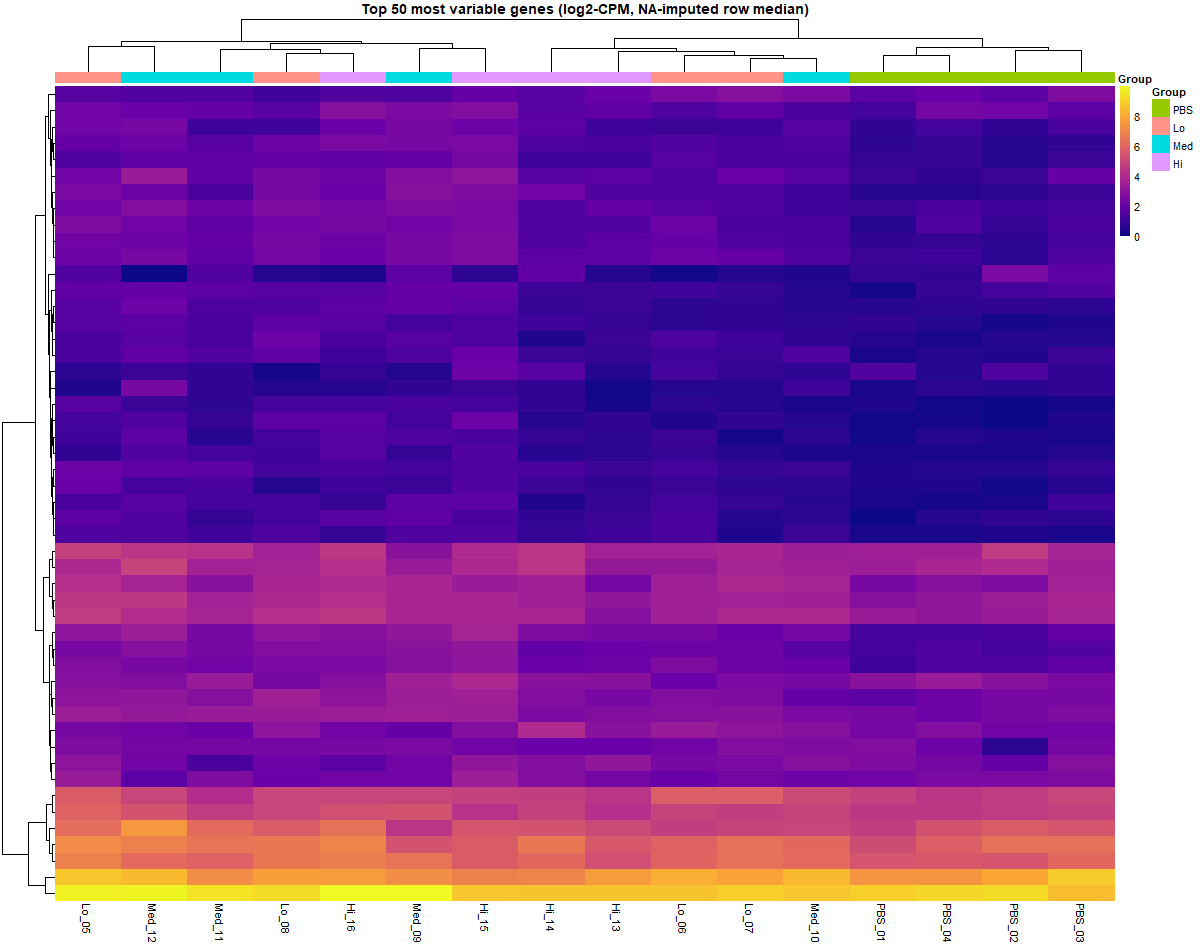 Top 50 most variable genes (log2-CPM, NA-imputed row median)
Group
Group
PBS
Lo
Med
Hi
8
6
4
2
0
Lo_05
Med_12
Med_11
Lo_08
Hi_16
Med_09
Hi_15
Hi_14
Hi_13
Lo_06
Lo_07
Med_10
PBS_01
PBS_04
PBS_02
PBS_03